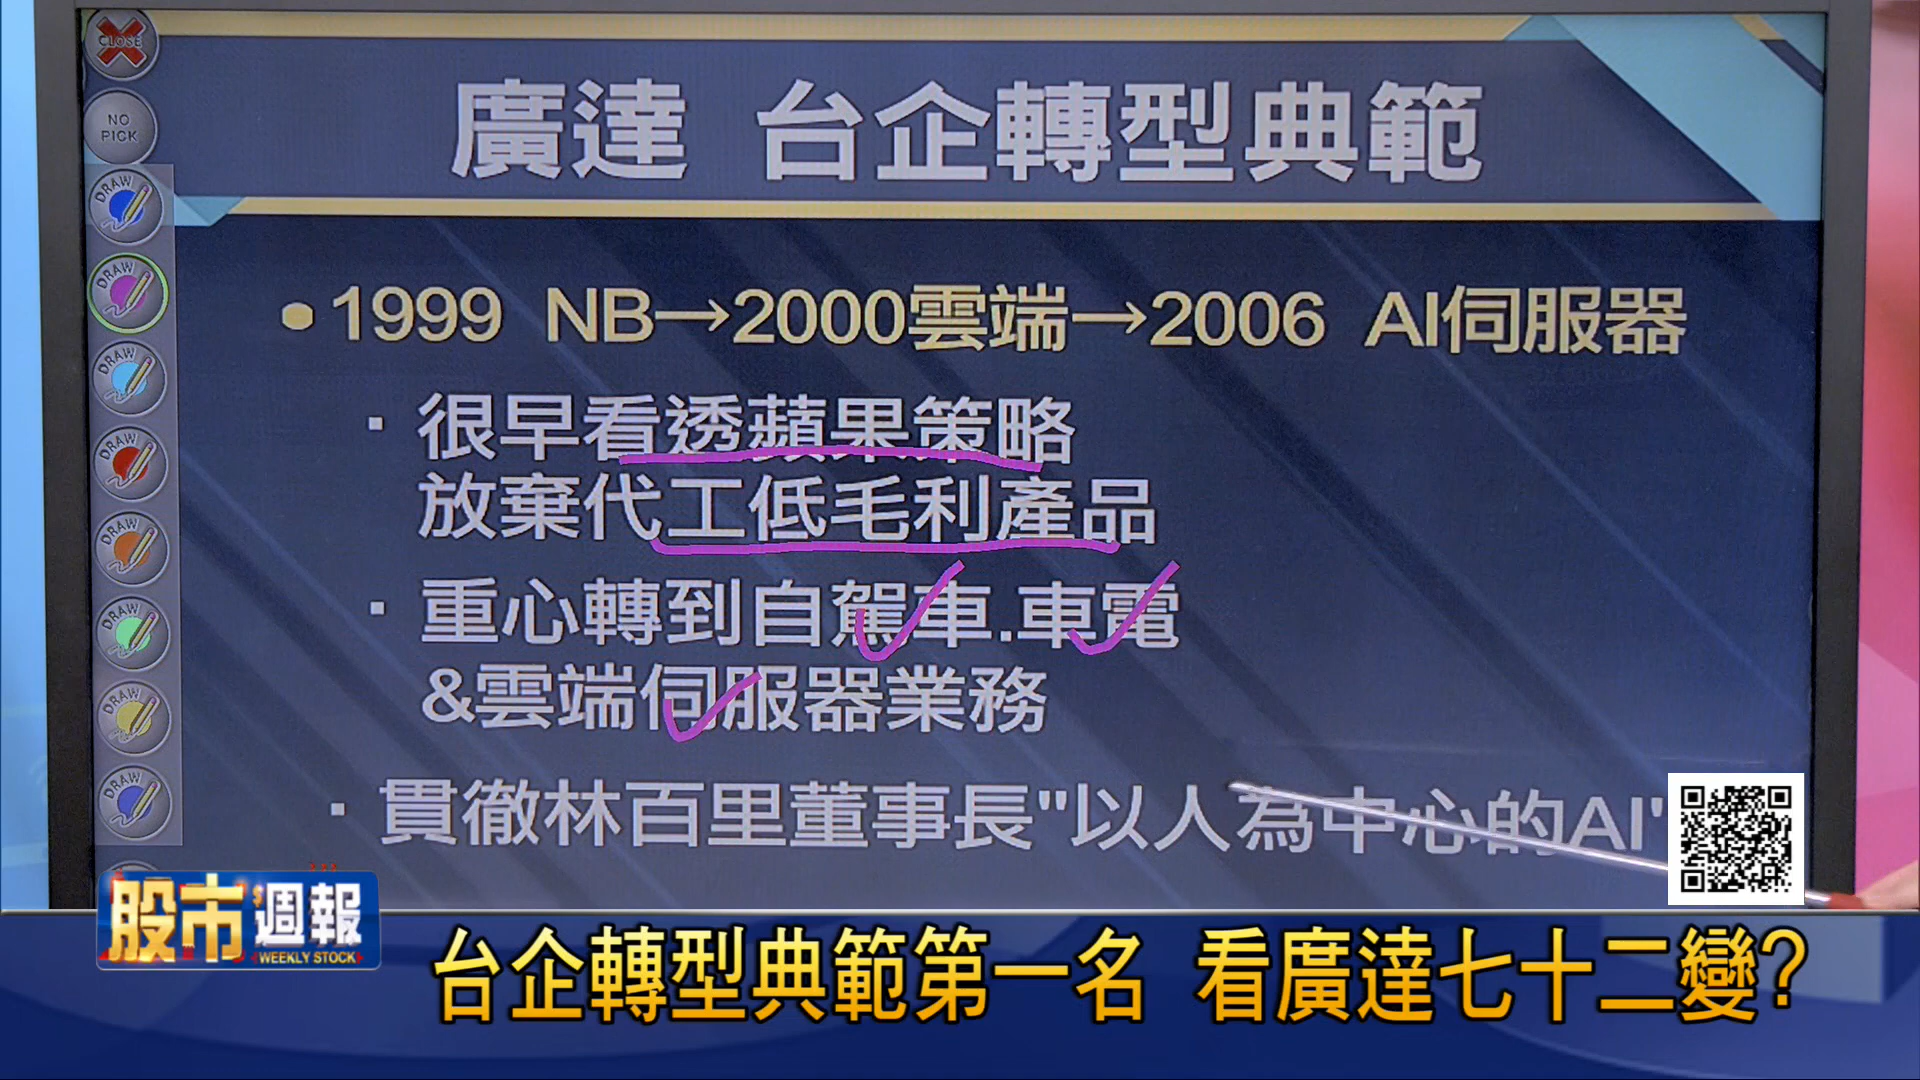 CLOSE
廣達 台企轉型典範
NO
PICK
DRAW
DRAW
•1999 NB→2000雲端→2006 AI伺服器
DRAW
·很早看透蘋果策略
DRAW
放棄代工低毛利產品
DRAW
·重心轉到自駕車.車電
DRAW
&雲端伺服器業務
DRAW
DRAW
·貫徹林百里董事長"以人為中心的AI"
股市週報
WEEKLY STOCK
台企轉型典範第一名 看廣達七十二變?